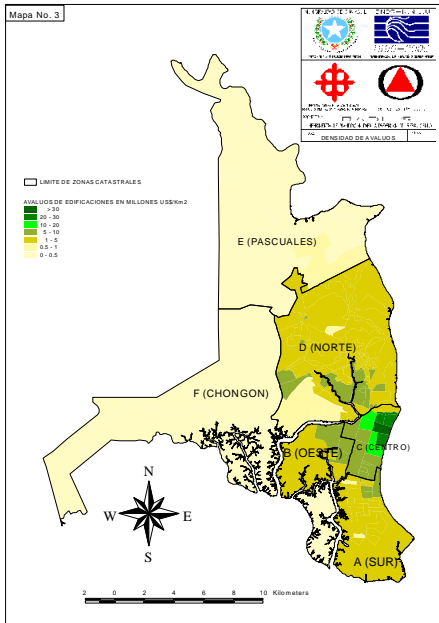 Mapa No. 3
DENSIDAD DE AVALUOS
LIMITE DE ZONAS CATASTRALES
AVALUOS DE EDIFICACIONES EN MILLONES US$/Km2
> 30
20 - 30
10 - 20
5 - 10
1 - 5
0.5 - 1
0 - 0.5
E (PASCUALES)
D (NORTE)
F (CHONGON)
B (OESTE)
C (CENTRO)
A (SUR)
N
W
E
S
2
0
2
4
6
8
10
Kilometers